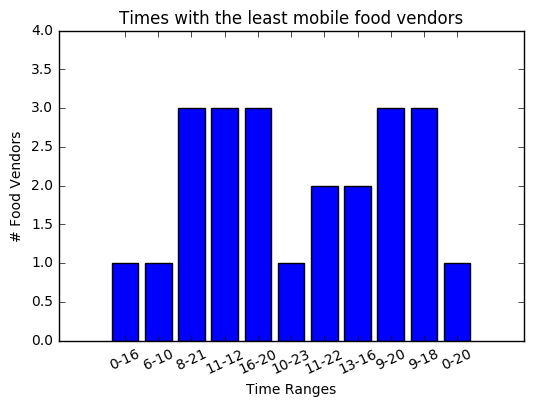 Times with the least mobile food vendors
4.0
3.5
3.0
2.5
2.0
1.5
1.0
0.5
0.0
# Food Vendors
0-16 6-10 8-21 11-12 16-20 10-23 11-22 13-16 9-20 9-18 0-20
Time Ranges